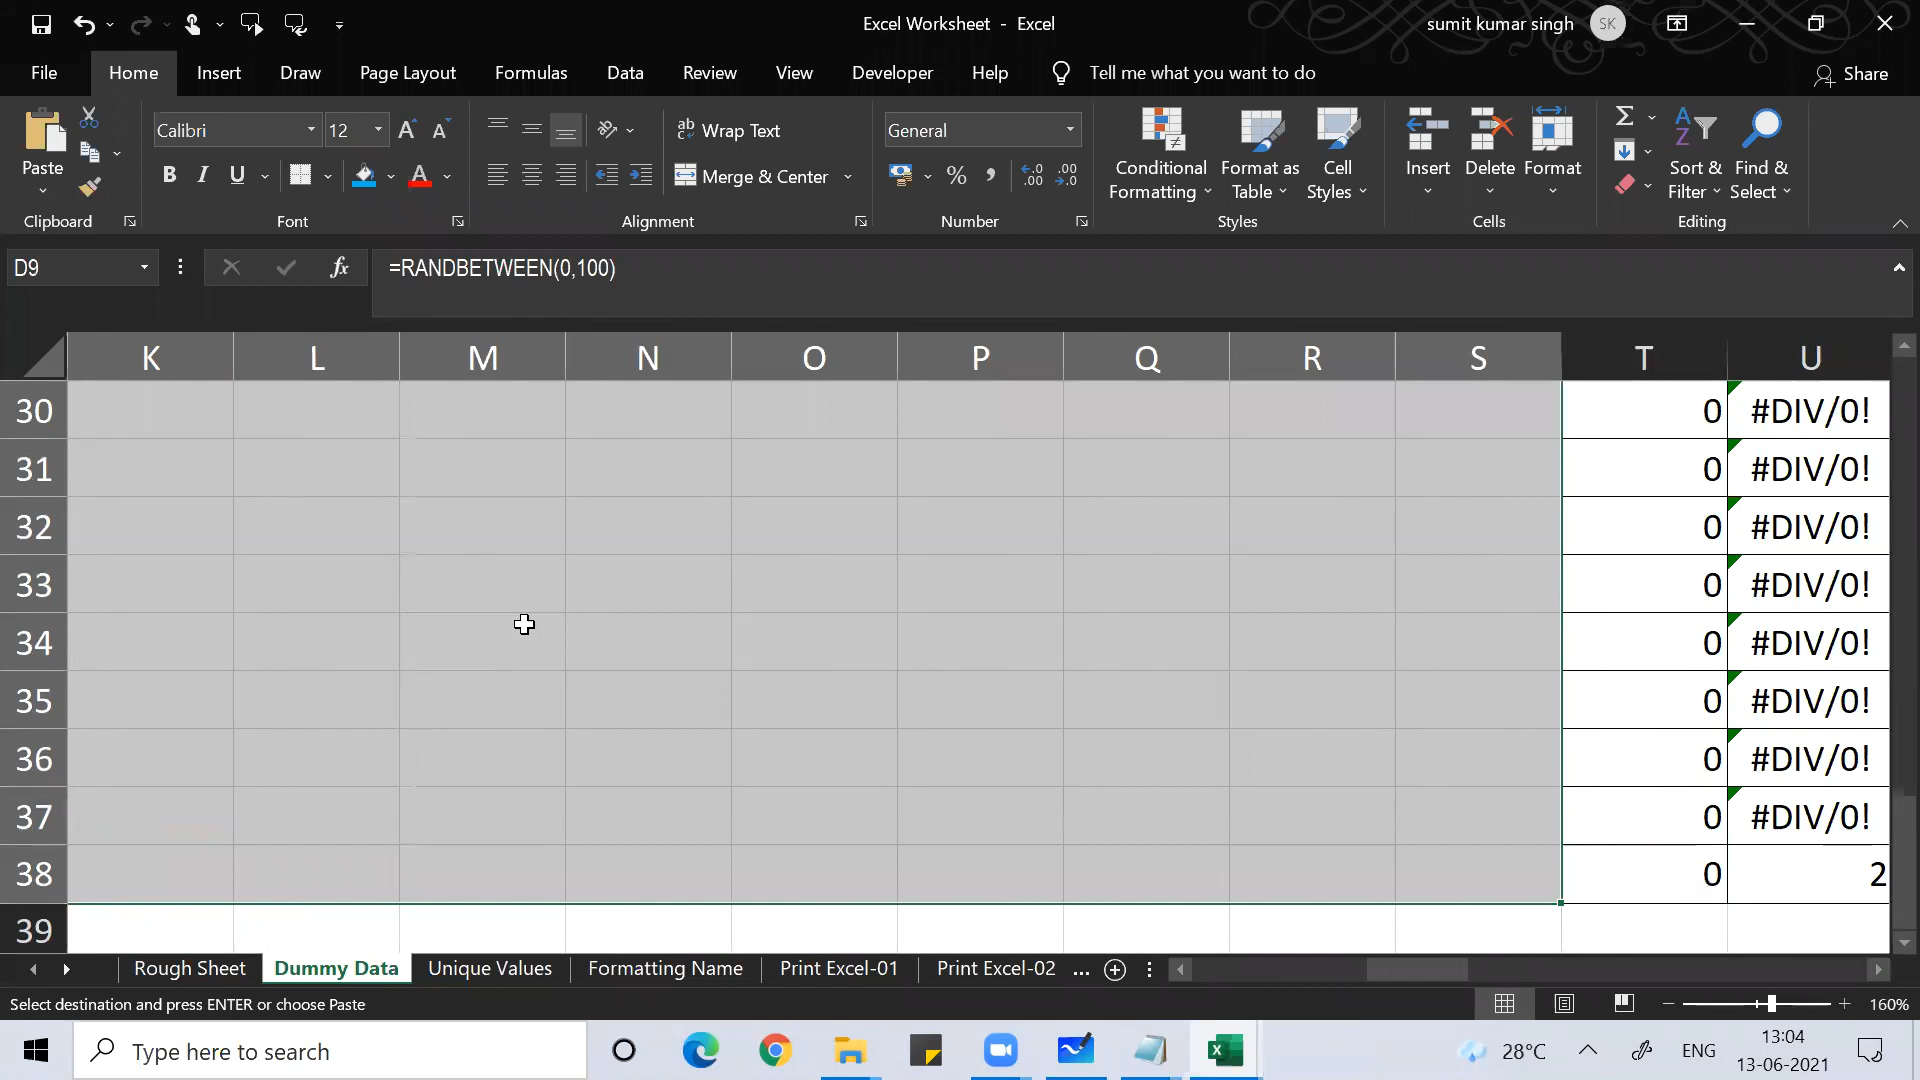 Excel Worksheet - Excel
sumit kumar singh
SK
File
Home
Insert
Draw
Page Layout
Formulas
Data
Review
View
Developer
Help
Tell me what you want to do
Share
Paste
Clipboard
Calibri
12
A
A
B
I
U
A
Font
ab
Wrap Text
Merge & Center
Alignment
General
%
Number
Conditional
Formatting
Format as
Table
Cell
Styles
Styles
Insert
Delete
Format
Cells
Sort &
Filter
Find &
Select
Editing
D9
fx
=RANDBETWEEN(0,100)
K L M N O P Q R S T U
30 0 #DIV/0!
31 0 #DIV/0!
32 0 #DIV/0!
33 0 #DIV/0!
34 0 #DIV/0!
35 0 #DIV/0!
36 0 #DIV/0!
37 0 #DIV/0!
38 0 2
39
Rough Sheet
Dummy Data
Unique Values
Formatting Name
Print Excel-01
Print Excel-02
...
Select destination and press ENTER or choose Paste
160%
Type here to search
28°C
ENG
13:04
13-06-2021